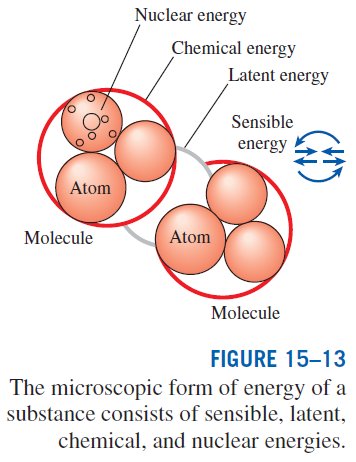 Nuclear energy
Chemical energy
Latent energy
Sensible
energy
Atom
Molecule
Atom
Molecule
FIGURE 15–13
The microscopic form of energy of a
substance consists of sensible, latent,
chemical, and nuclear energies.